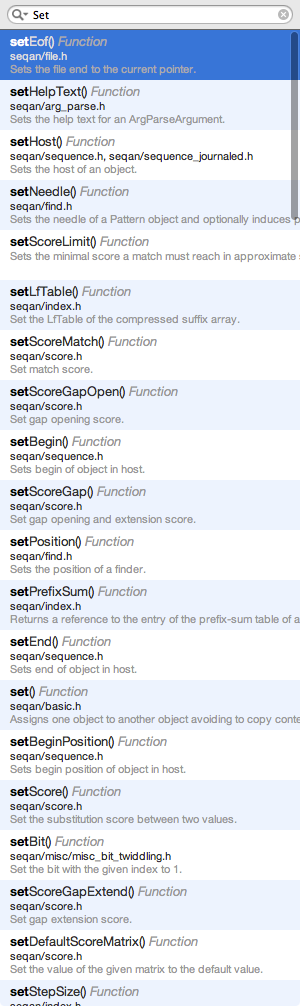 Set
setEof() Function
seqan/file.h
Sets the file end to the current pointer.
setHelpText() Function
seqan/arg_parse.h
Sets the help text for an ArgParseArgument.
setHost() Function
seqan/sequence.h, seqan/sequence_journaled.h
Sets the host of an object.
setNeedle() Function
seqan/find.h
Sets the needle of a Pattern object and optionally induces
setScoreLimit() Function
Sets the minimal score a match must reach in approximate
setLfTable() Function
seqan/index.h
Set the LfTable of the compressed suffix array.
setScoreMatch() Function
seqan/score.h
Set match score.
setScoreGapOpen() Function
seqan/score.h
Set gap opening score.
setBegin() Function
seqan/sequence.h
Sets begin of object in host.
setScoreGap() Function
seqan/score.h
Set gap opening and extension score.
setPosition() Function
seqan/find.h
Sets the position of a finder.
setPrefixSum() Function
seqan/index.h
Returns a reference to the entry of the prefix-sum table of a
setEnd() Function
seqan/sequence.h
Sets end of object in host.
set() Function
seqan/basic.h
Assigns one object to another object avoiding to copy conte
setBeginPosition() Function
seqan/sequence.h
Sets begin position of object in host.
setScore() Function
seqan/score.h
Set the substitution score between two values.
setBit() Function
seqan/misc/misc_bit_twiddling.h
Set the bit with the given index to 1.
setScoreGapExtend() Function
seqan/score.h
Set gap extension score.
setDefaultScoreMatrix() Function
seqan/score.h
Set the value of the given matrix to the default value.
setStepSize() Function
seqan/index.h